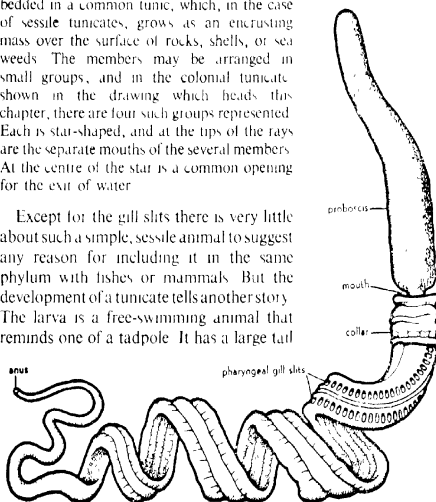 bedded in a common tunic, which, in the case
of sessile tunicates, grows as an encrusting
mass over the surface of rocks, shells, or sea
weeds The members may be arranged in
small groups, and in the colonial tunicate
shown in the drawing which heads this
chapter, there are four such groups represented
Each is star-shaped, and at the tips of the rays
are the separate mouths of the several members
At the centre of the star is a common opening
for the exit of water
Except for the gill slits there is very little
about such a simple, sessile animal to suggest
any reason for including it in the same
phylum with fishes or mammals But the
development of a tunicate tells another story
The larva is a free-swimming animal that
reminds one of a tadpole It has a large tail
proboscis
mouth
collar
pharyngeal gill slits
anus